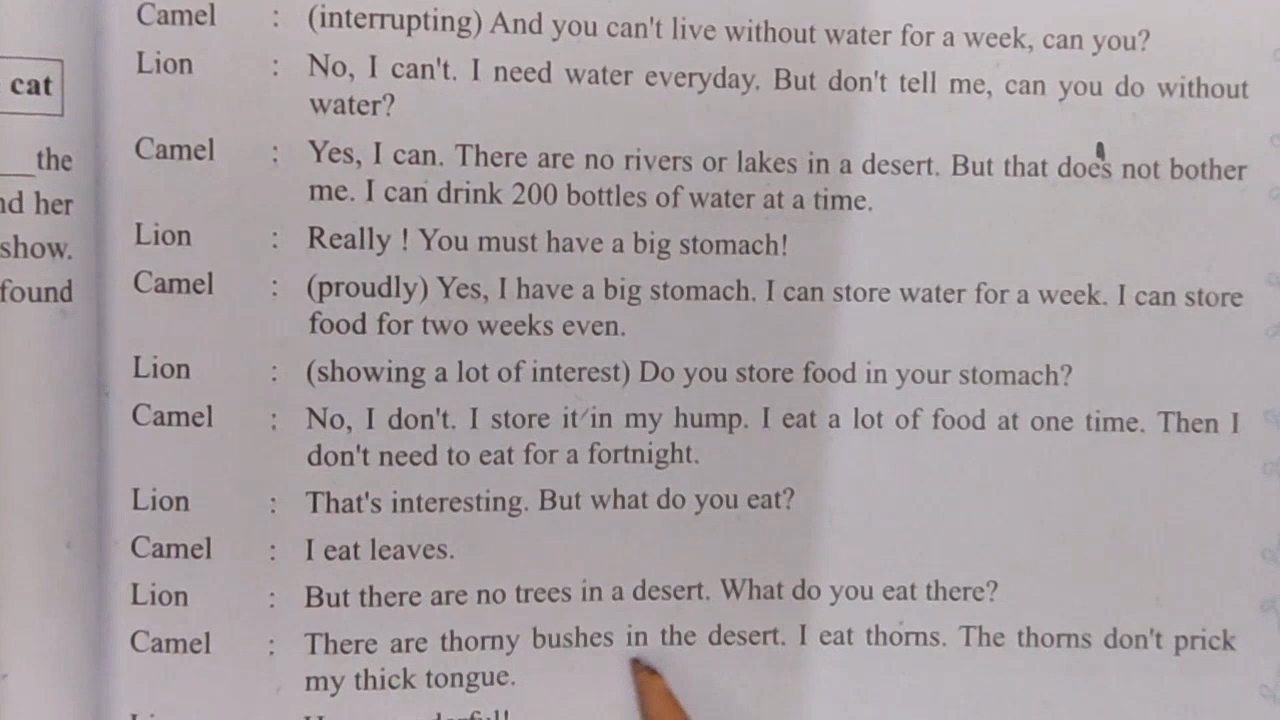 cat
the
nd her
show.
found
Camel : (interrupting) And you can't live without water for a week, can you?
Lion : No, I can't. I need water everyday. But don't tell me, can you do without
water?
Camel : Yes, I can. There are no rivers or lakes in a desert. But that does not bother
me. I can drink 200 bottles of water at a time.
Lion : Really ! You must have a big stomach!
Camel : (proudly) Yes, I have a big stomach. I can store water for a week. I can store
food for two weeks even.
Lion : (showing a lot of interest) Do you store food in your stomach?
Camel : No, I don't. I store it in my hump. I eat a lot of food at one time. Then I
don't need to eat for a fortnight.
Lion : That's interesting. But what do you eat?
Camel : I eat leaves.
Lion : But there are no trees in a desert. What do you eat there?
Camel : There are thorny bushes in the desert. I eat thorns. The thorns don't prick
my thick tongue.